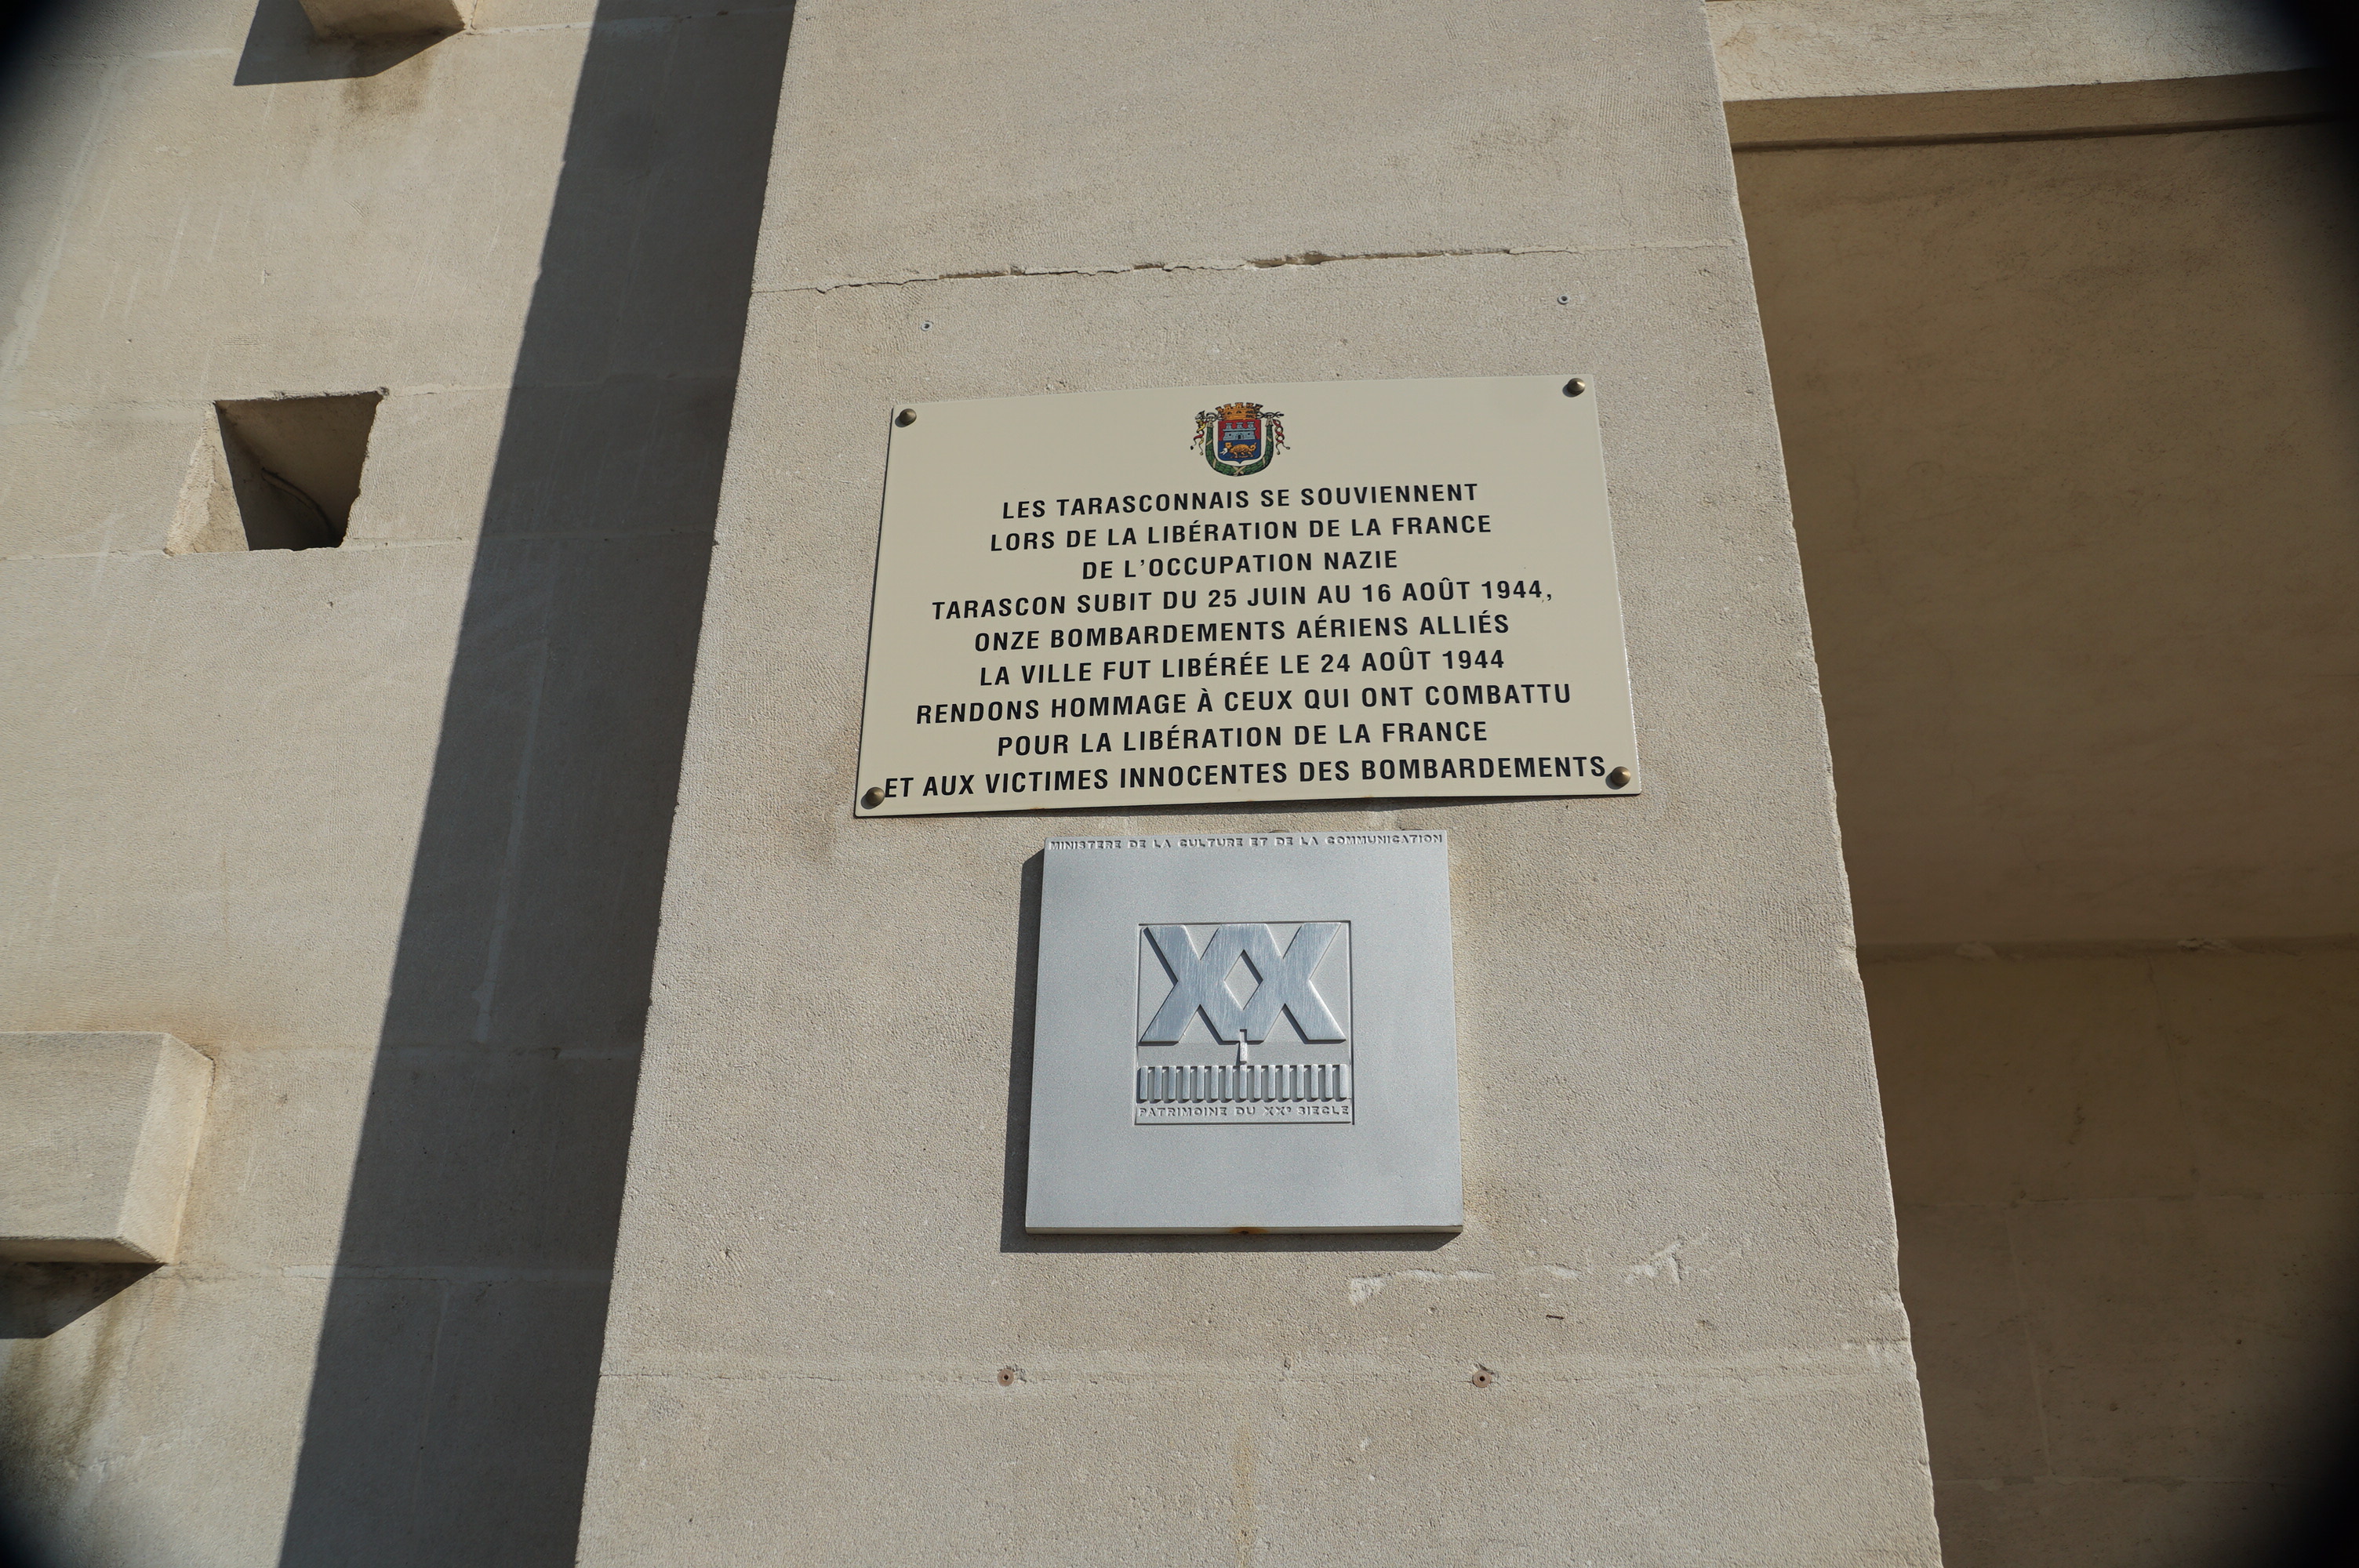 LES TARASCONNAIS SE SOUVIENNENT
LORS DE LA LIBÉRATION DE LA FRANCE
DE L'OCCUPATION NAZIE
TARASCON SUBIT DU 25 JUIN AU 16 AOÛT 1944,
ONZE BOMBARDEMENTS AÉRIENS ALLIÉS
LA VILLE FUT LIBÉRÉE LE 24 AOÛT 1944
RENDONS HOMMAGE À CEUX QUI ONT COMBATTU
POUR LA LIBÉRATION DE LA FRANCE
ET AUX VICTIMES INNOCENTES DES BOMBARDEMENTS
MINISTERE DE LA CULTURE ET DE LA COMMUNICATION
XX
PATRIMOINE DU XXe SIECLE